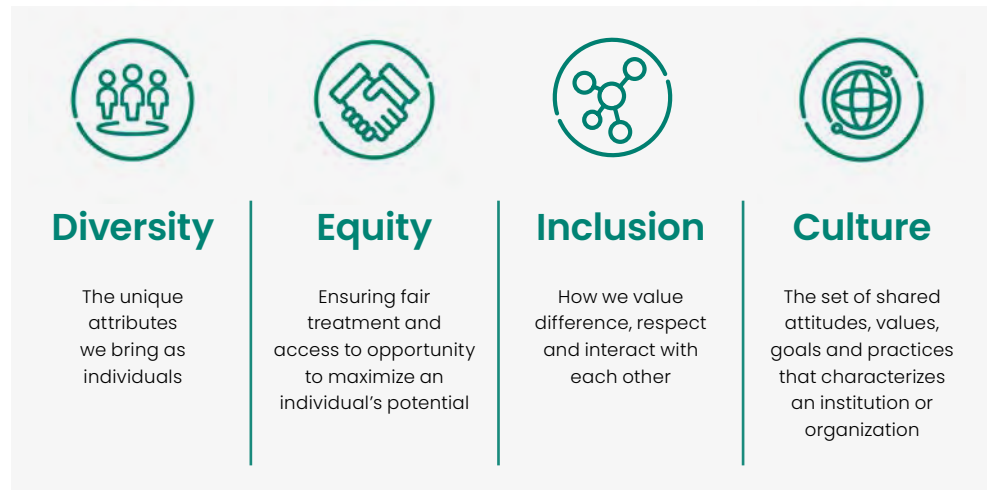 Diversity
The unique
attributes
we bring as
individuals
Equity
Ensuring fair
treatment and
access to opportunity
to maximize an
individual's potential
Inclusion
How we value
difference, respect
and interact with
each other
Culture
The set of shared
attitudes, values,
goals and practices
that characterizes
an institution or
organization